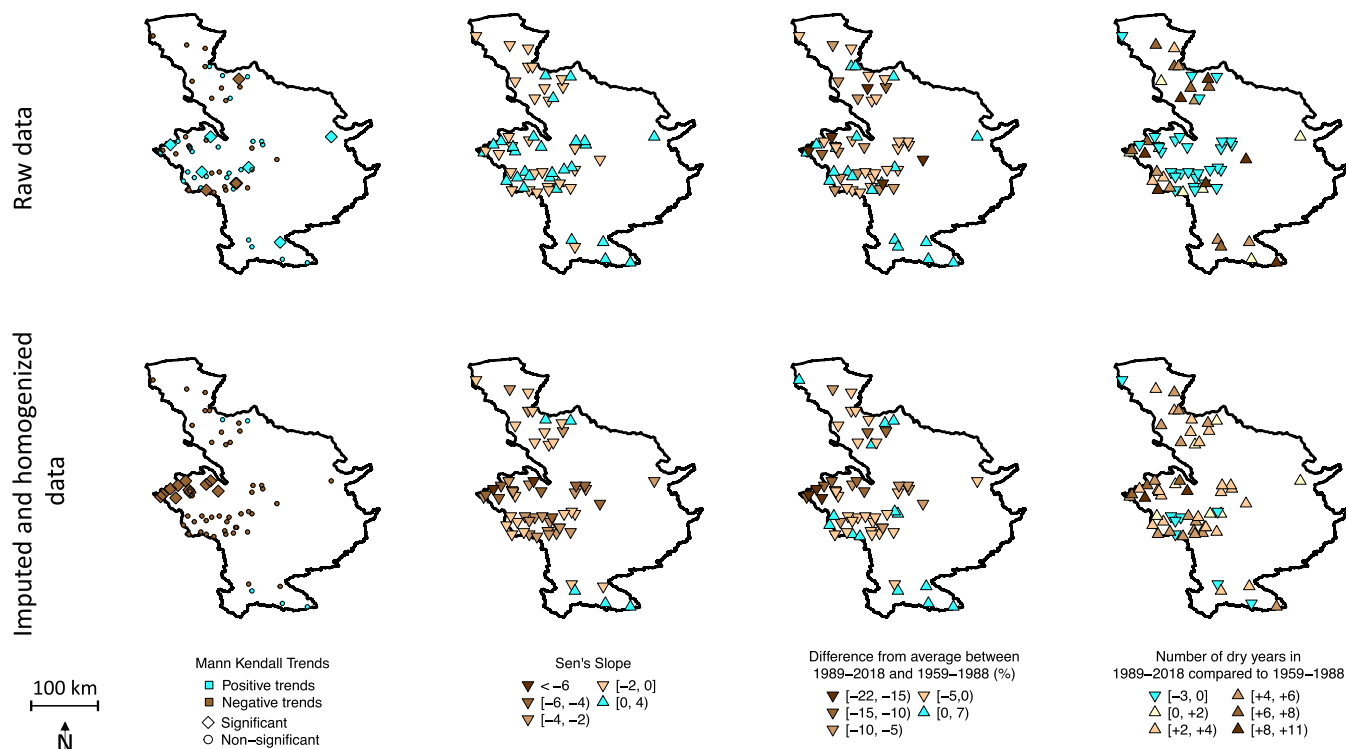 Raw data
Imputed and homogenized
data
100 km
N
Mann Kendall Trends
Positive trends
Negative trends
Significant
Non−significant
Sen's Slope
< −6
[−6, −4)
[−4, −2)
[−2, 0]
[0, 4)
Difference from average between
1989−2018 and 1959−1988 (%)
[−22, −15)
[−15, −10)
[−10, −5)
[−5,0)
[0, 7)
Number of dry years in
1989−2018 compared to 1959−1988
[−3, 0]
[0, +2)
[+2, +4)
[+4, +6)
[+6, +8)
[+8, +11)